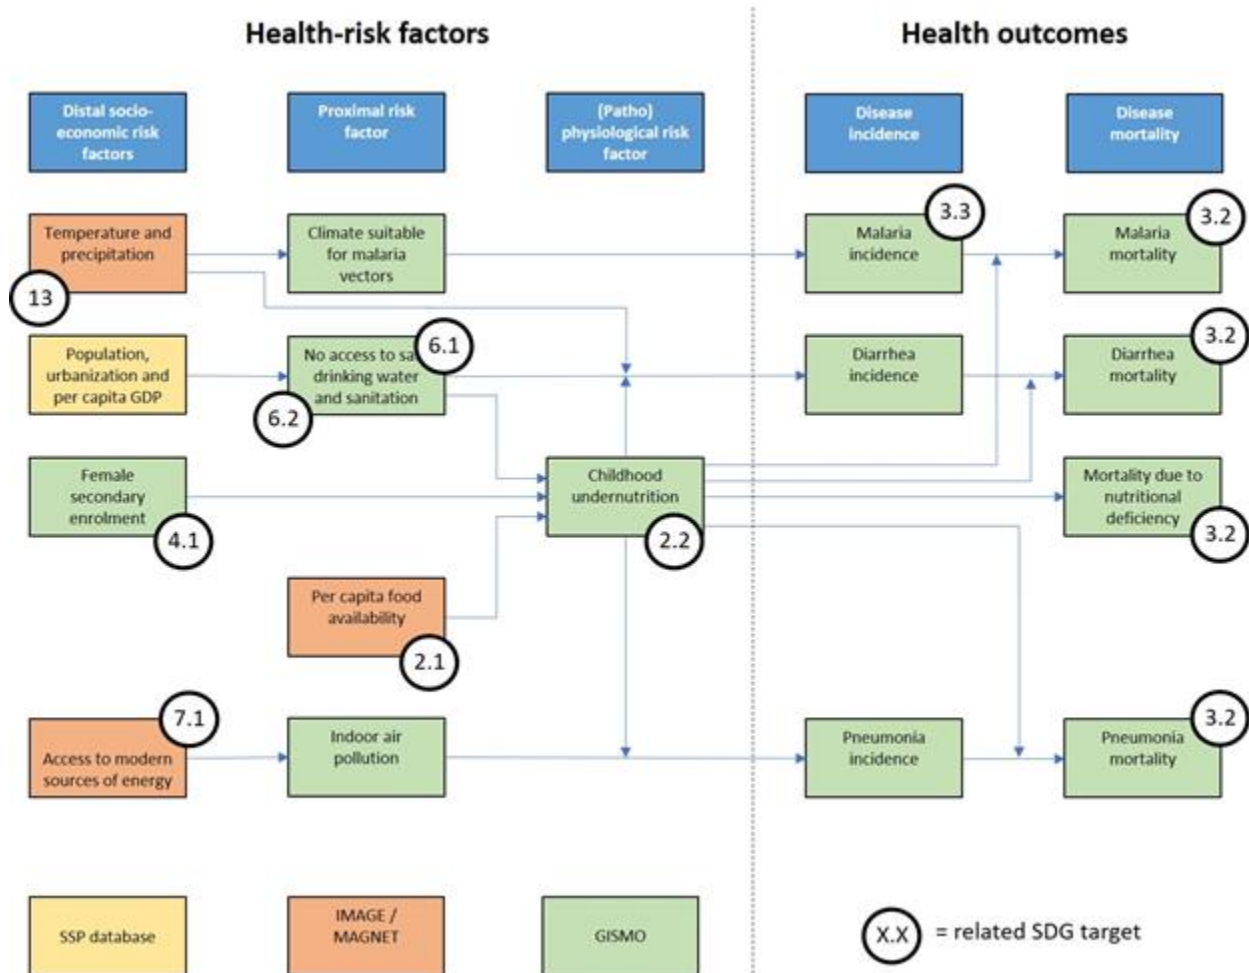 Health-risk factors
Health outcomes
Distal socio-
economic risk
factors
Proximal risk
factor
(Patho)
physiological risk
factor
Disease
incidence
Disease
mortality
Temperature and
precipitation
13
Climate suitable
for malaria
vectors
Malaria
incidence
3.3
Malaria
mortality
3.2
Population,
urbanization and
per capita GDP
No access to sa
drinking water
and sanitation
6.1
6.2
Diarrhea
incidence
Diarrhea
mortality
3.2
Female
secondary
enrolment
4.1
Childhood
undernutrition
2.2
Mortality due to
nutritional
deficiency
3.2
Per capita food
availability
2.1
Access to modern
sources of energy
7.1
Indoor air
pollution
Pneumonia
incidence
Pneumonia
mortality
3.2
SSP database
IMAGE /
MAGNET
GISMO
X.X
= related SDG target